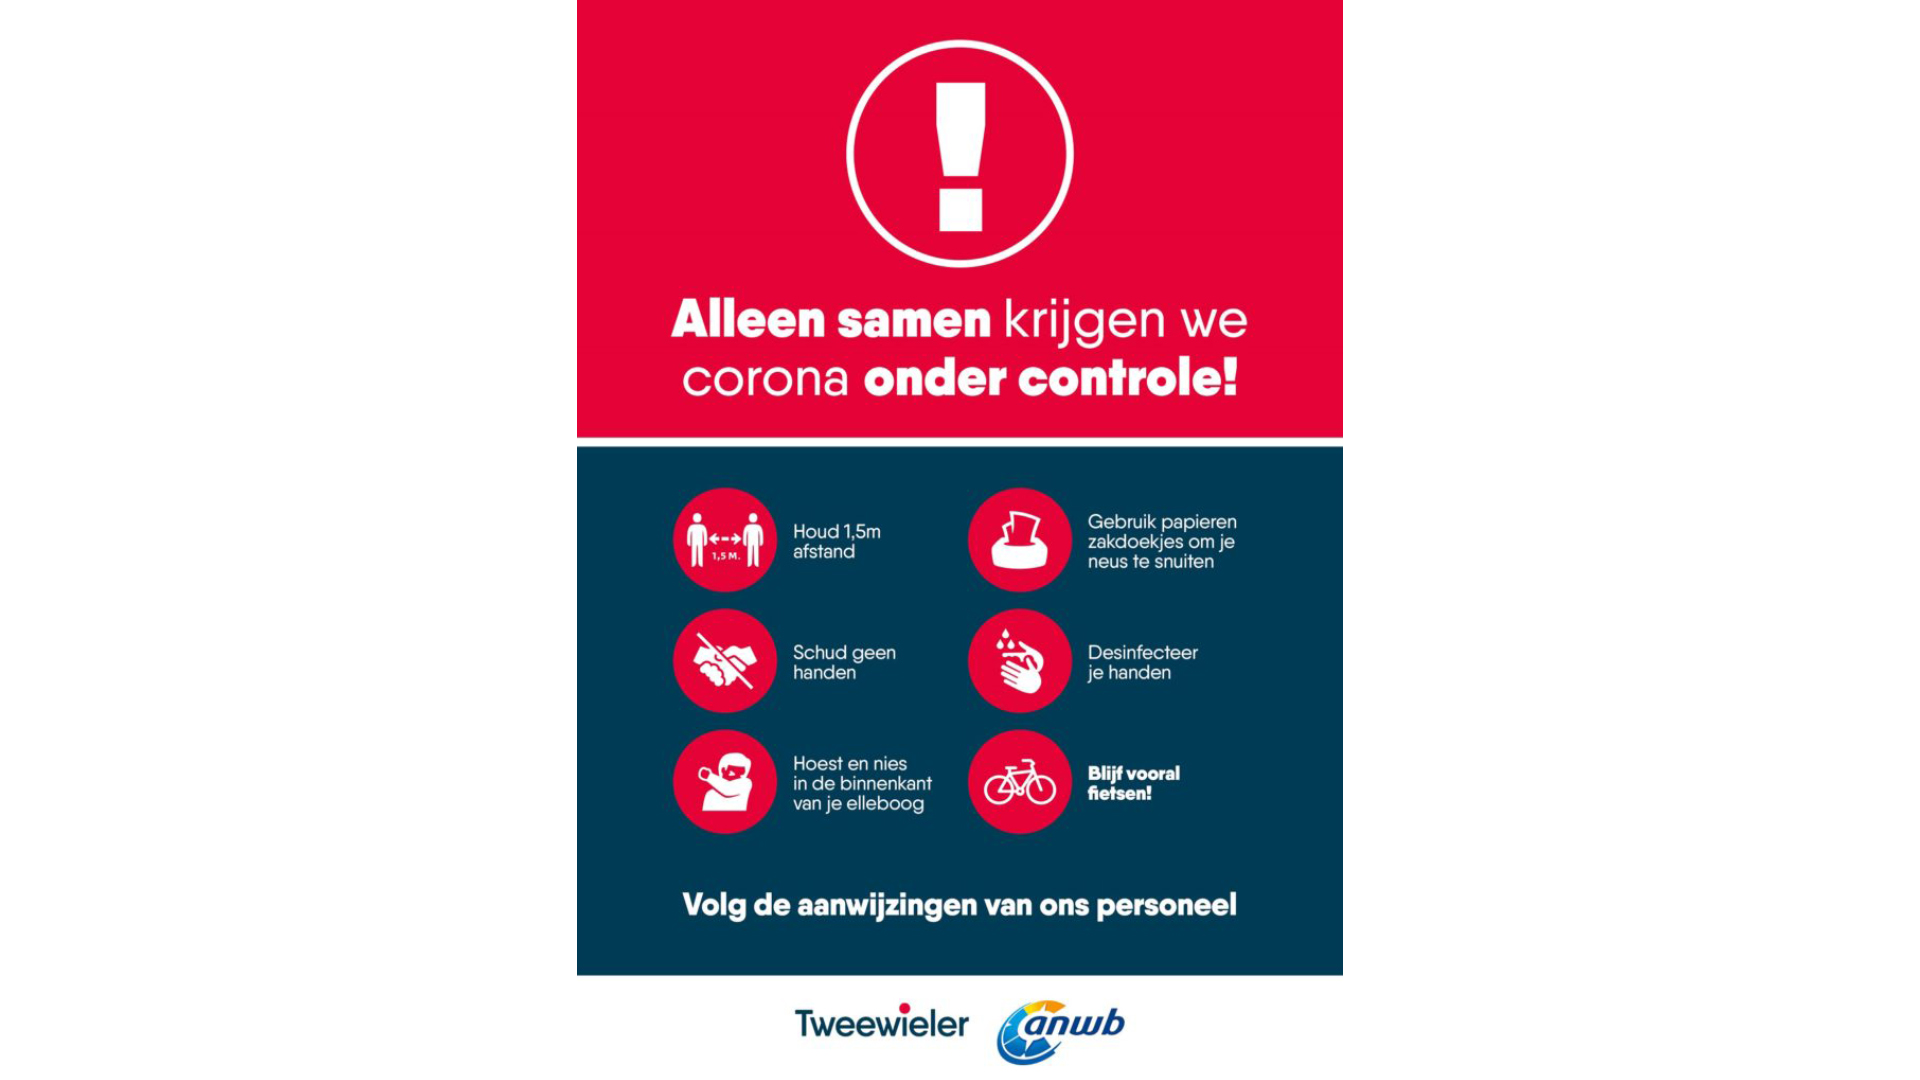 Alleen samen krijgen we
corona onder controle!
1,5 M.
Houd 1,5m
afstand
Gebruik papieren
zakdoekjes om je
neus te snuiten
Schud geen
handen
Desinfecteer
je handen
Hoest en nies
in de binnenkant
van je elleboog
Blijf vooral
fietsen!
Volg de aanwijzingen van ons personeel
Tweewieler
anwb